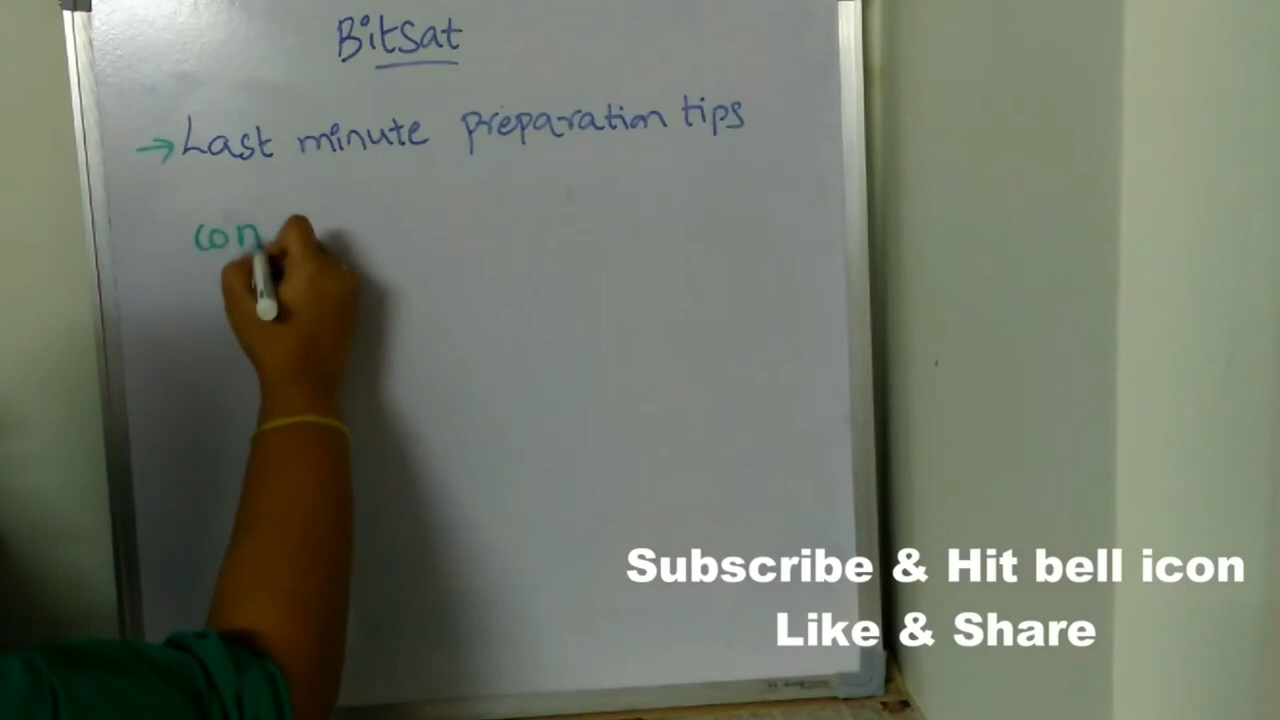 Bitsat
→ Last minute preparation tips
con
Subscribe & Hit bell icon
Like & Share